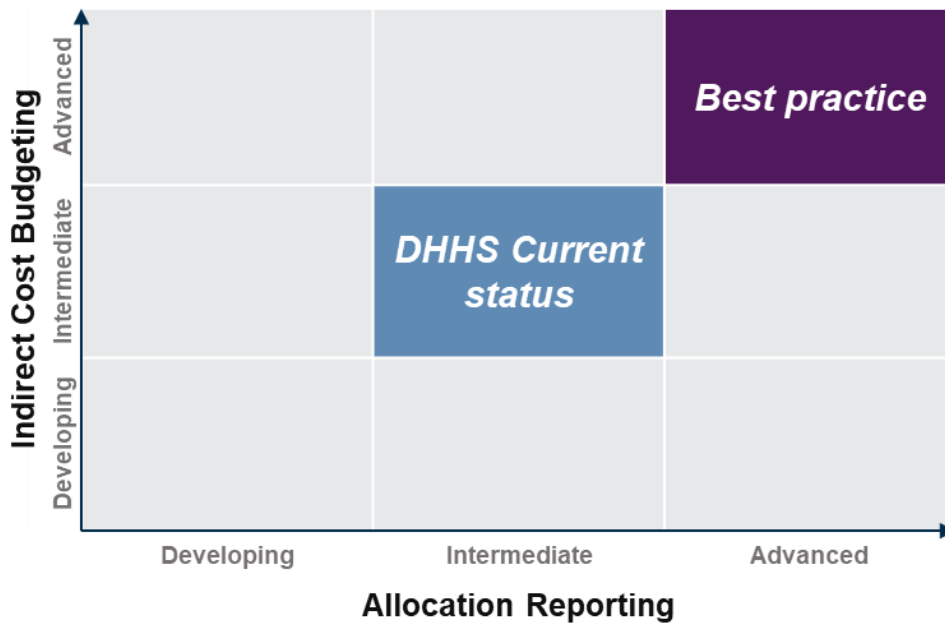 Indirect Cost Budgeting
Advanced
Intermediate
Developing
Best practice
DHHS Current
status
Developing
Intermediate
Advanced
Allocation Reporting